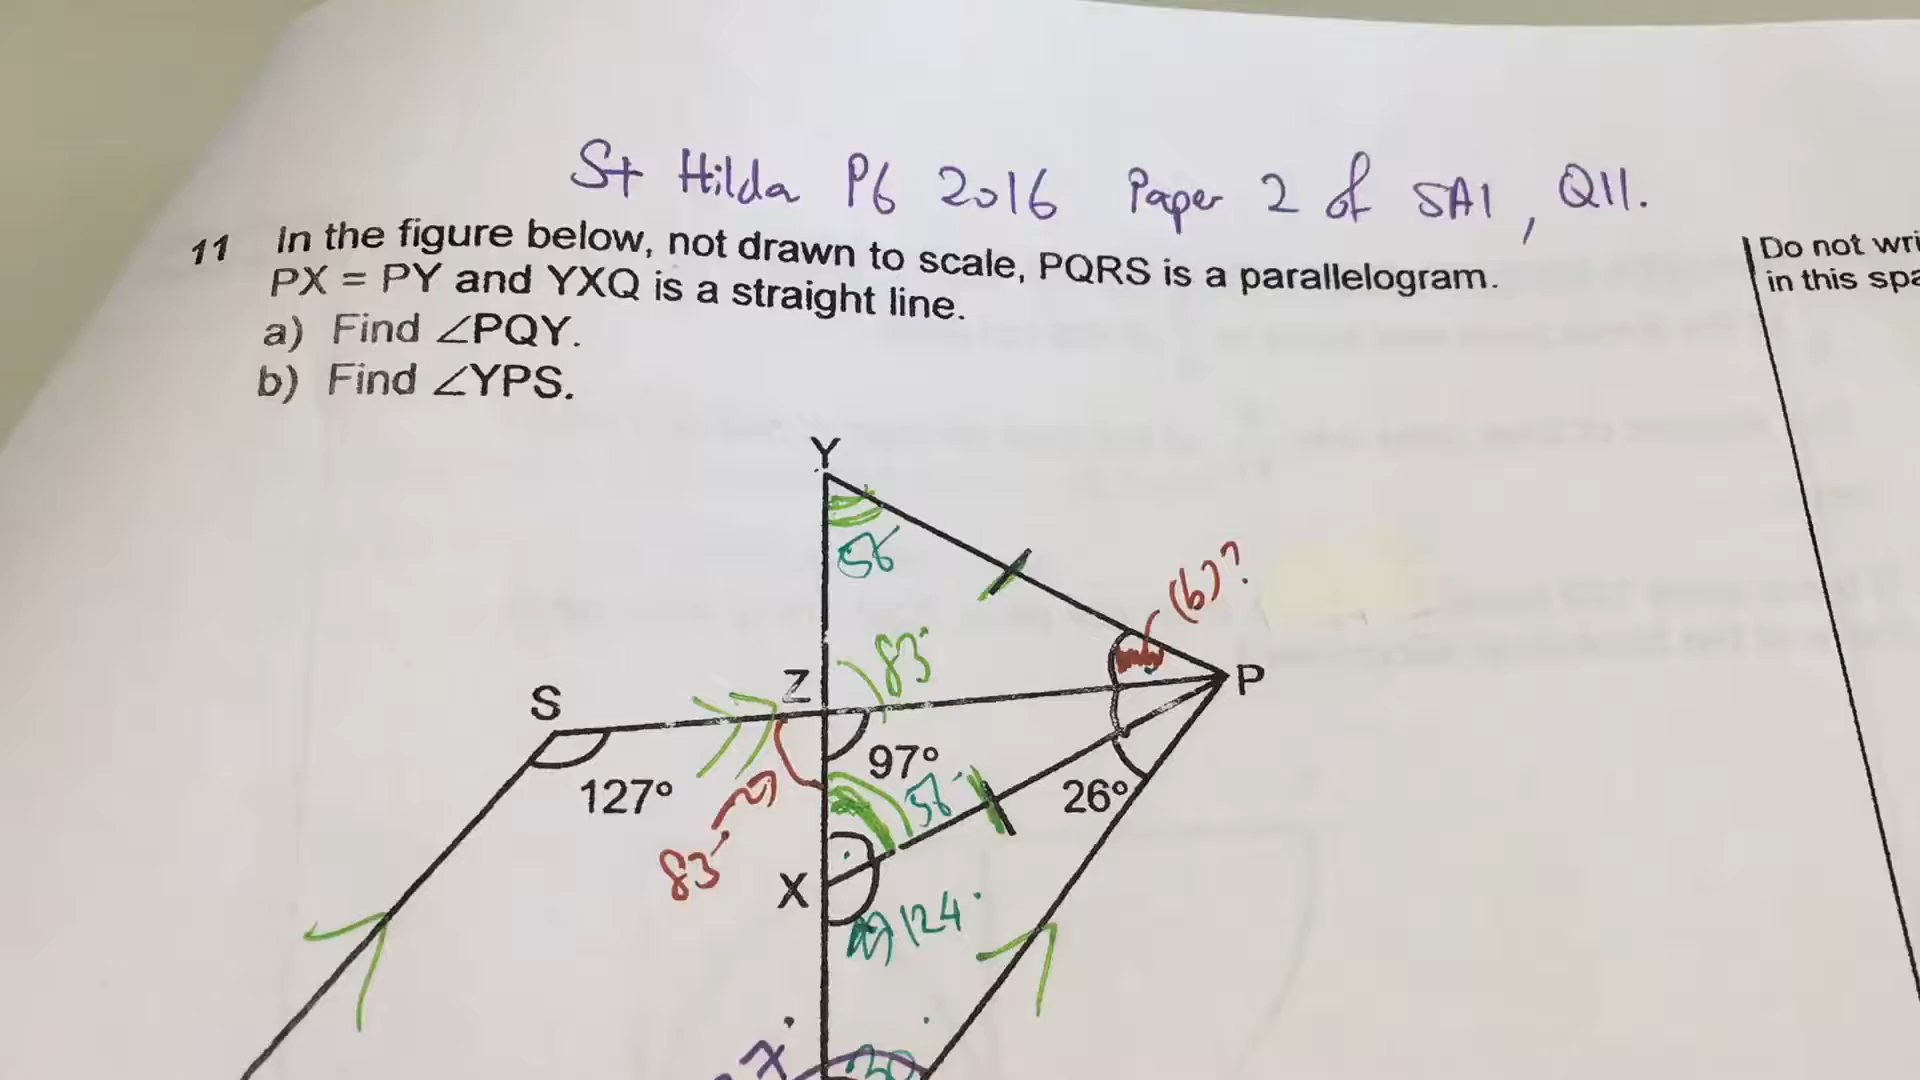 St Hilda P6 2016 Paper 2 of SA1, Q11.
11 In the figure below, not drawn to scale, PQRS is a parallelogram.
PX = PY and YXQ is a straight line.
a) Find ∠PQY.
b) Find ∠YPS.
Do not wri
in this spa
Y
56
(b)?
83°
Z
P
S
97°
127°
56°
26°
83°
X
124°
30